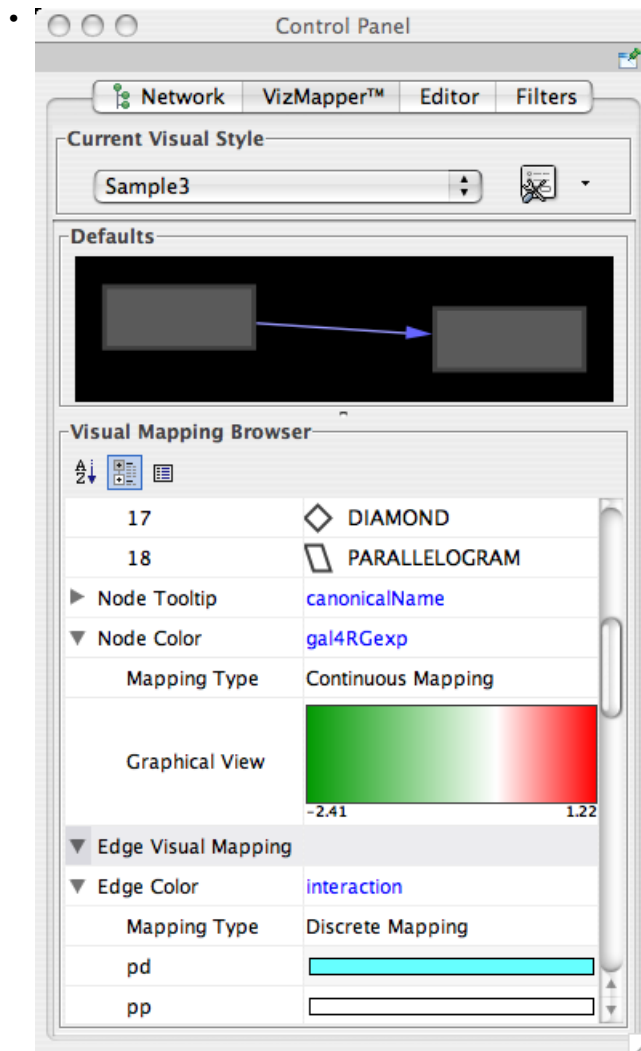 Control Panel
Network VizMapper™ Editor Filters
Current Visual Style
Sample3
Defaults
Visual Mapping Browser
A
Z
17 DIAMOND
18 PARALLELOGRAM
Node Tooltip canonicalName
Node Color gal4RGexp
Mapping Type Continuous Mapping
Graphical View
-2.41 1.22
Edge Visual Mapping
Edge Color interaction
Mapping Type Discrete Mapping
pd
pp